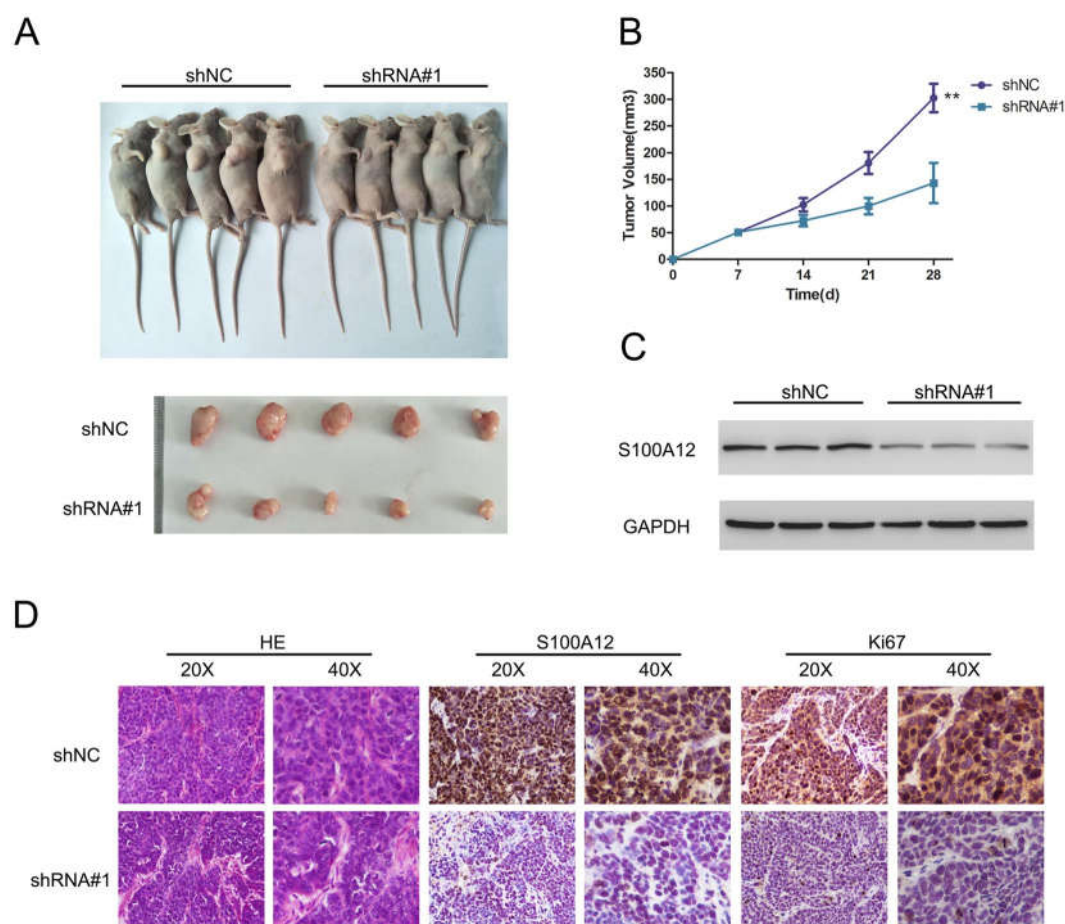 A
shNC shRNA#1
shNC
shRNA#1
B
350
300
250
200
150
100
50
0
Tumor Volume(mm3)
0 7 14 21 28
Time(d)
**
shNC
shRNA#1
C
shNC shRNA#1
S100A12
GAPDH
D
HE S100A12 Ki67
20X 40X 20X 40X 20X 40X
shNC
shRNA#1